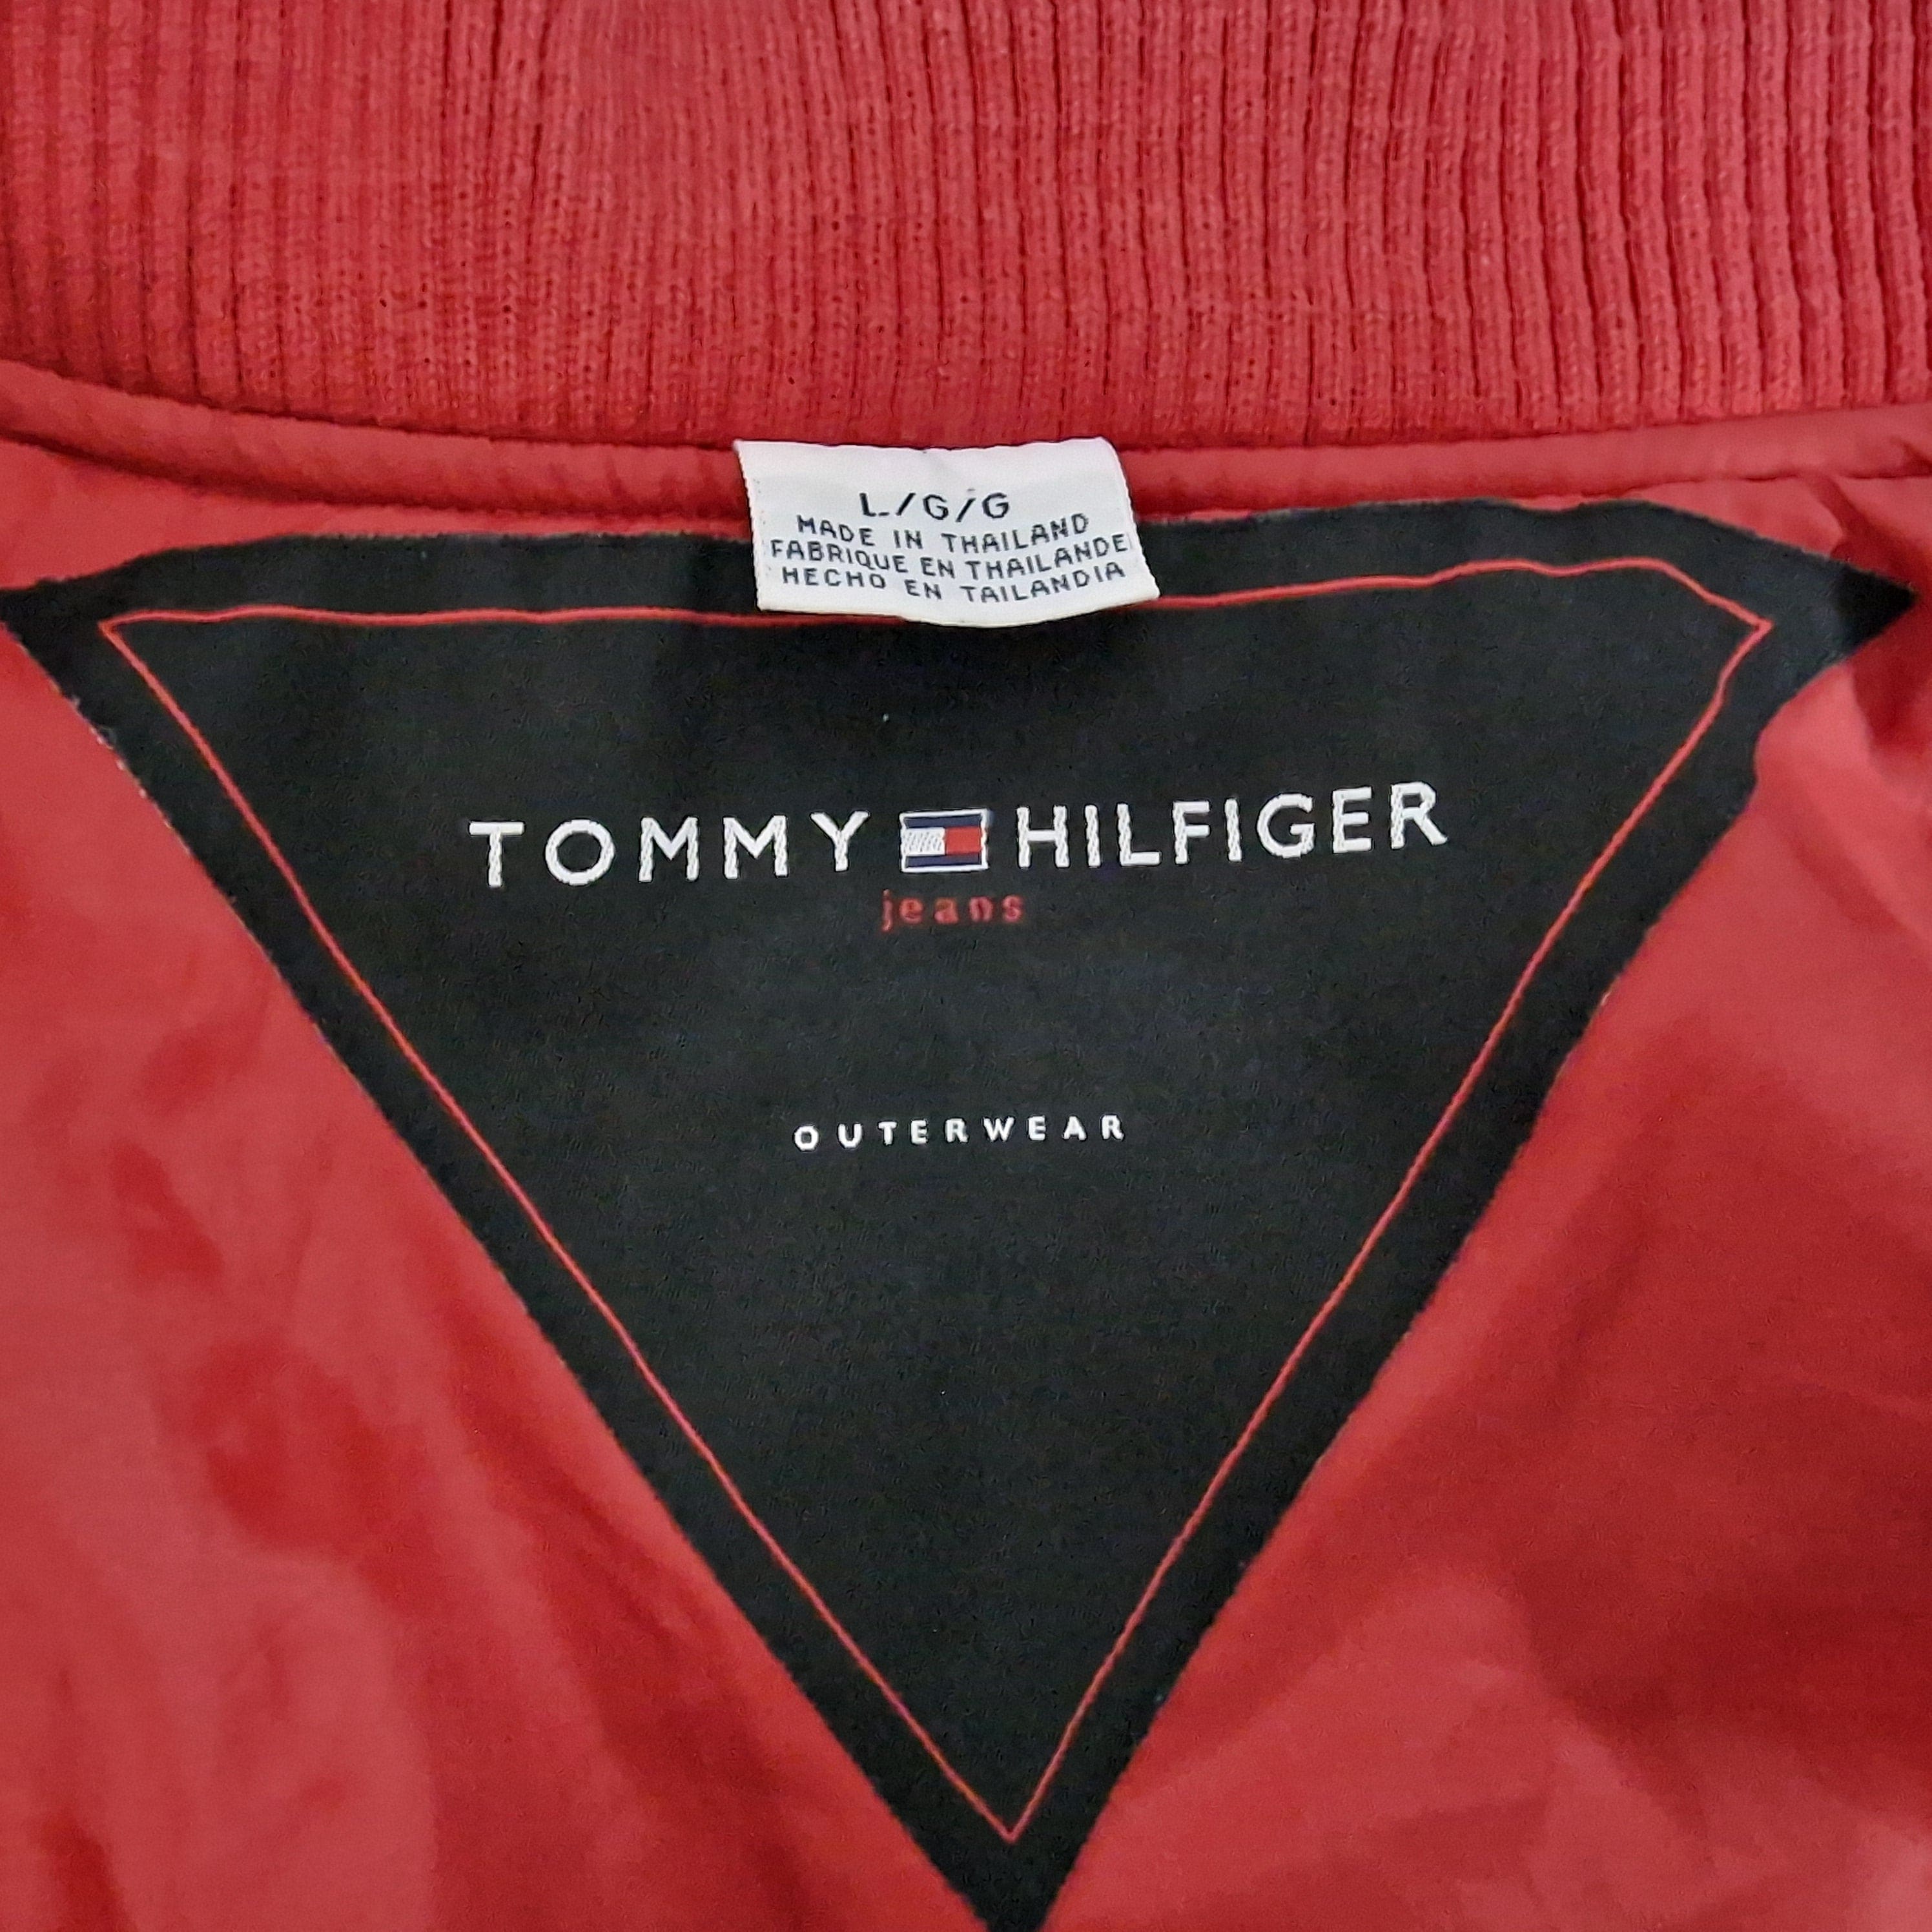 L/G/G
MADE IN THAILAND
FABRIQUE EN THAILANDE
HECHO EN TAILANDIA
TOMMY HILFIGER
jeans
OUTERWEAR